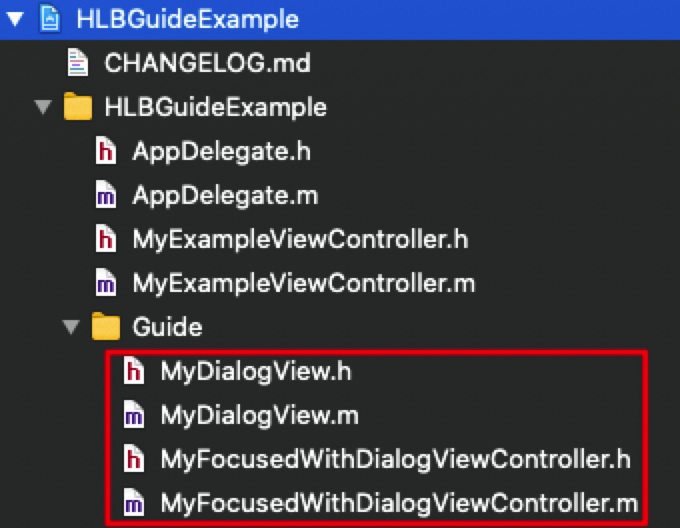 HLBGuideExample
CHANGELOG.md
HLBGuideExample
h AppDelegate.h
m AppDelegate.m
h MyExampleViewController.h
m MyExampleViewController.m
Guide
h MyDialogView.h
m MyDialogView.m
h MyFocusedWithDialogViewController.h
m MyFocusedWithDialogViewController.m